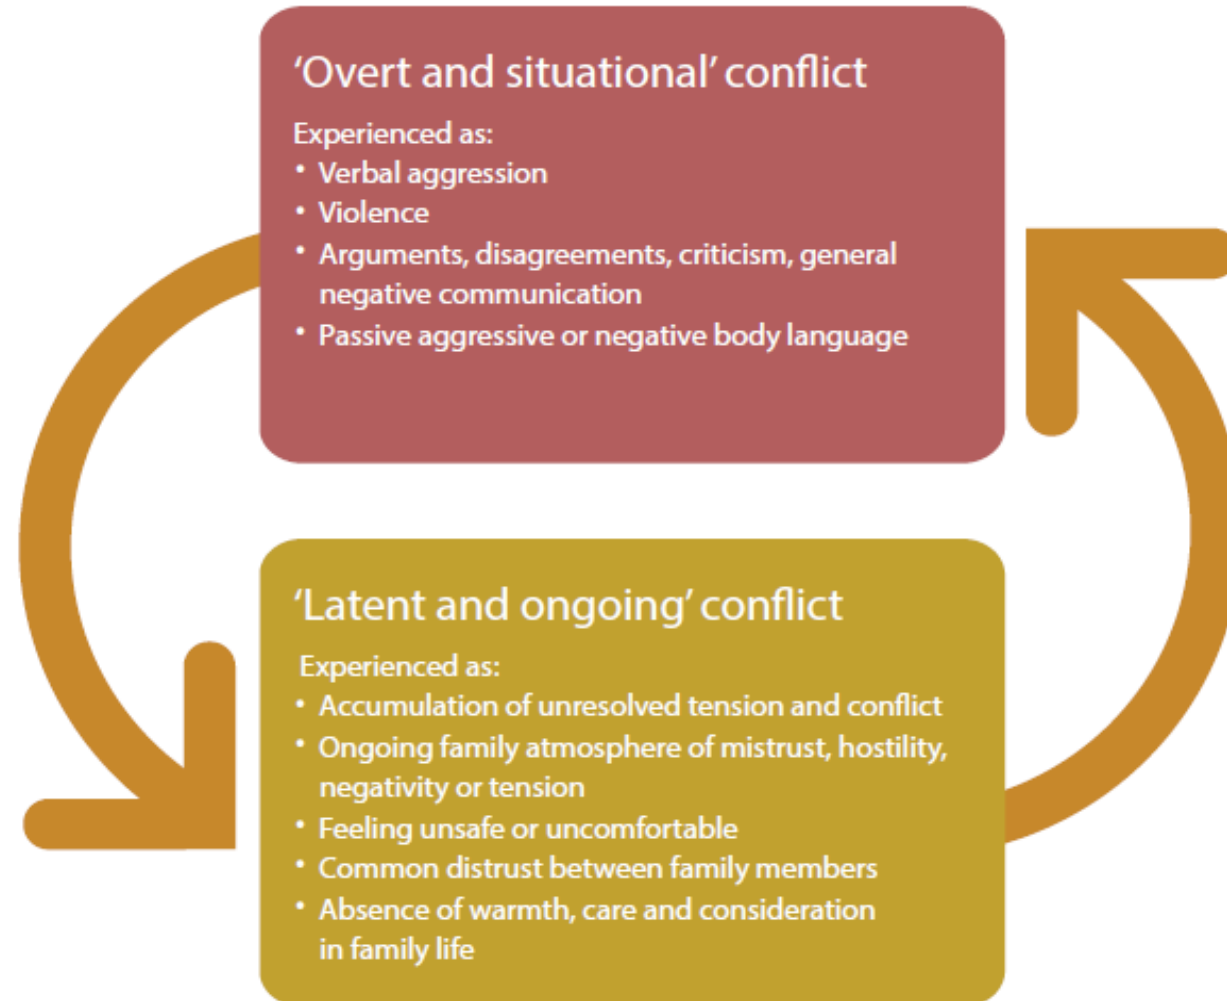 ‘Overt and situational’ conflict
Experienced as:
• Verbal aggression
• Violence
• Arguments, disagreements, criticism, general
negative communication
• Passive aggressive or negative body language
‘Latent and ongoing’ conflict
Experienced as:
• Accumulation of unresolved tension and conflict
• Ongoing family atmosphere of mistrust, hostility,
negativity or tension
• Feeling unsafe or uncomfortable
• Common distrust between family members
• Absence of warmth, care and consideration
in family life